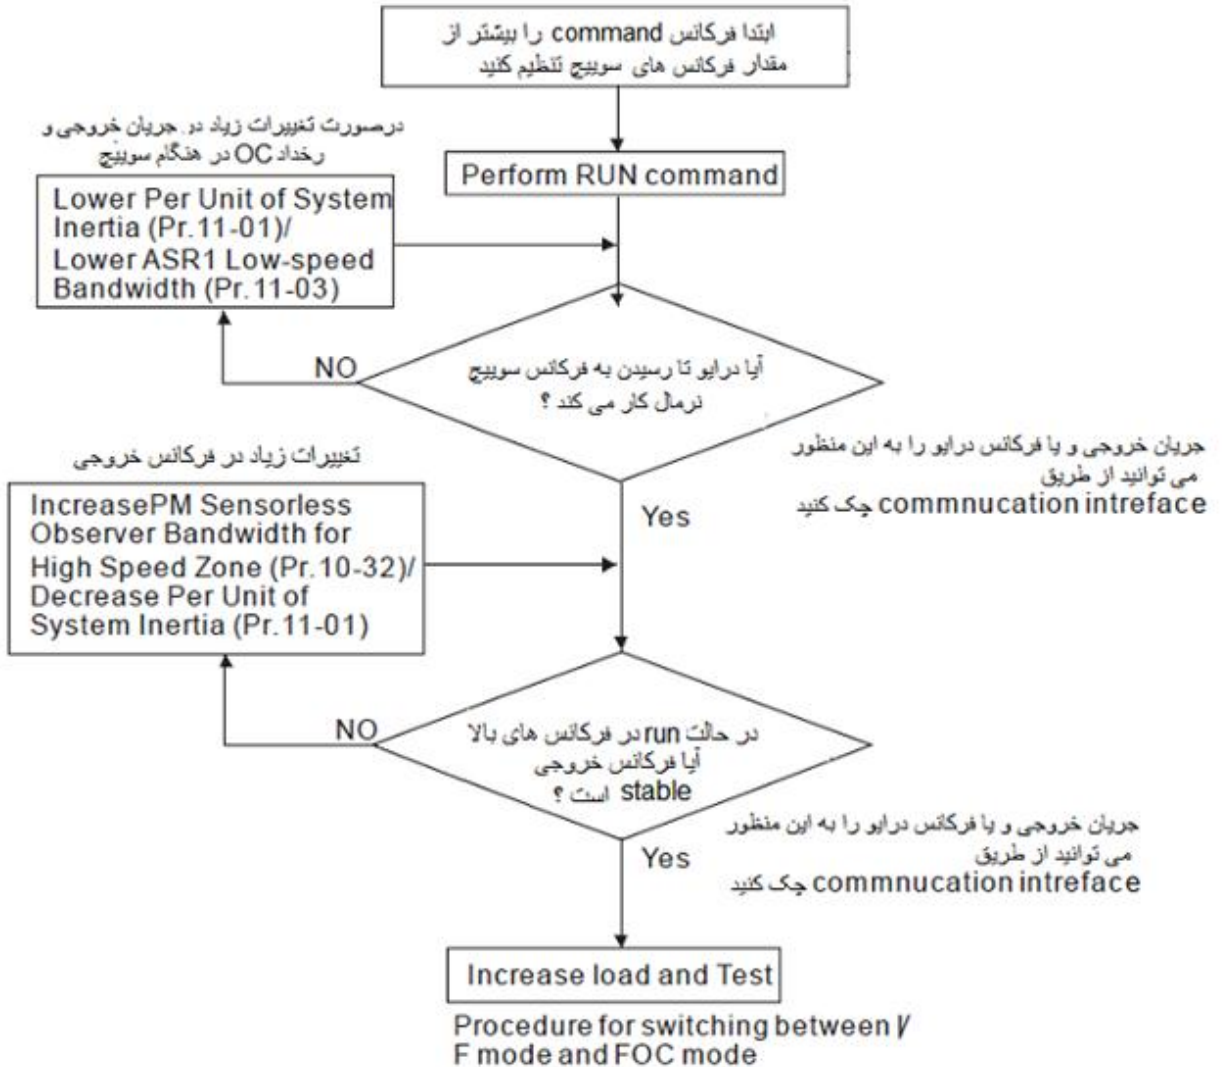 ابتدا فرکانس command را بیشتر از
مقدار فرکانس های سوییچ تنظیم کنید
Perform RUN command
درصورت تغییرات زیاد در جریان خروجی و
رخداد OC در هنگام سوییچ
Lower Per Unit of System
Inertia (Pr.11-01)/
Lower ASR1 Low-speed
Bandwidth (Pr.11-03)
NO
آیا درایو تا رسیدن به فرکانس سوییچ
نرمال کار می کند ؟
جریان خروجی و یا فرکانس درایو را به این منظور
می توانید از طریق
commnucation intreface چک کنید
Yes
تغییرات زیاد در فرکانس خروجی
IncreasePM Sensorless
Observer Bandwidth for
High Speed Zone (Pr.10-32)/
Decrease Per Unit of
System Inertia (Pr.11-01)
NO
در حالت run در فرکانس های بالا
آیا فرکانس خروجی
stable است ؟
جریان خروجی و یا فرکانس درایو را به این منظور
می توانید از طریق
commnucation intreface چک کنید
Yes
Increase load and Test
Procedure for switching between I/
F mode and FOC mode